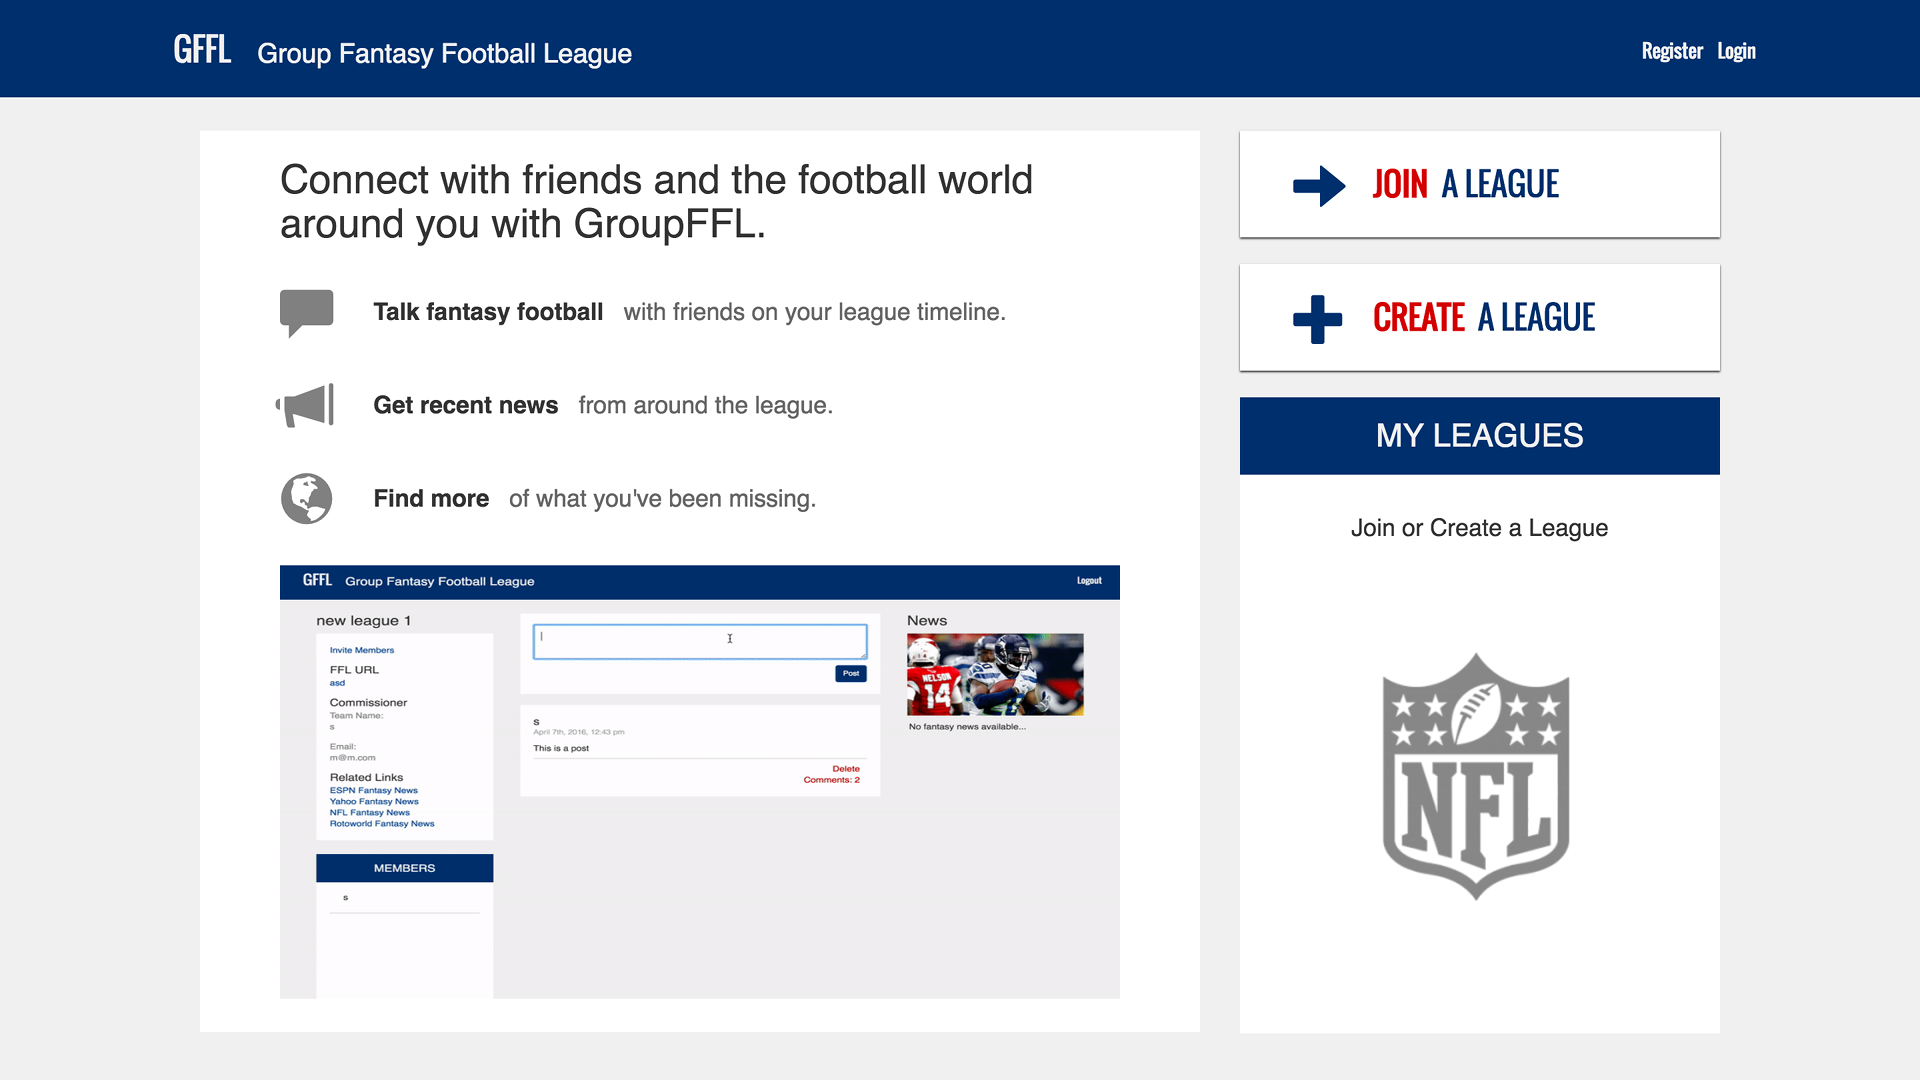 GFFL Group Fantasy Football League
Register Login
Connect with friends and the football world
around you with GroupFFL.
Talk fantasy football with friends on your league timeline.
Get recent news from around the league.
Find more of what you've been missing.
GFFL Group Fantasy Football League
Logout
new league 1
Invite Members
FFL URL
asd
Commissioner
Team Name:
s
Email:
m@m.com
Related Links
ESPN Fantasy News
Yahoo Fantasy News
NFL Fantasy News
Rotoworld Fantasy News
MEMBERS
s
Post
s
April 7th, 2016, 12:43 pm
This is a post
Delete
Comments: 2
News
NELSON
14
No fantasy news available...
JOIN A LEAGUE
CREATE A LEAGUE
MY LEAGUES
Join or Create a League
NFL